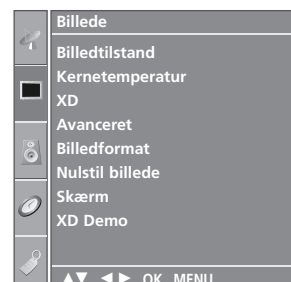 Billede
Billedtilstand
Kernetemperatur
XD
Avanceret
Billedformat
Nulstil billede
Skærm
XD Demo
▲▼ ◄► OK MENU